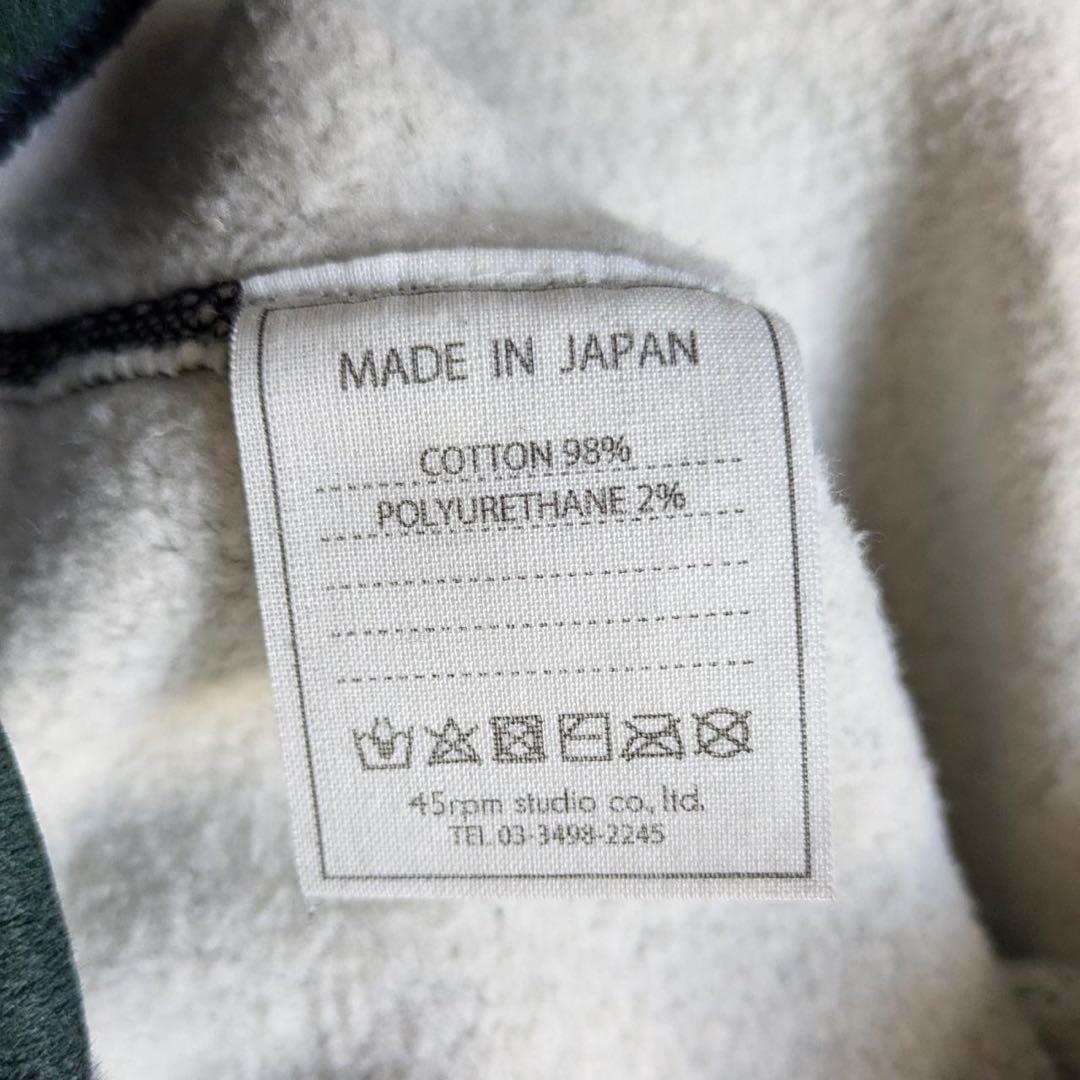 MADE IN JAPAN
COTTON 98%
POLYURETHANE 2%
45rpm studio co., ltd.
TEL. 03-3498-2245